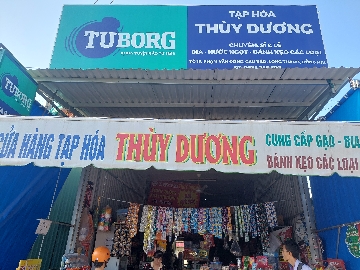 TUBORG
TẠP HÓA
THÙY DƯƠNG
CHUYÊN: SỈ & LẺ
BIA - NƯỚC NGỌT - BÁNH KẸO CÁC LOẠI
TUBORG
CỬA HÀNG TẠP HÓA THÙY DƯƠNG
CUNG CẤP GẠO - BIA
BÁNH KẸO CÁC LOẠI